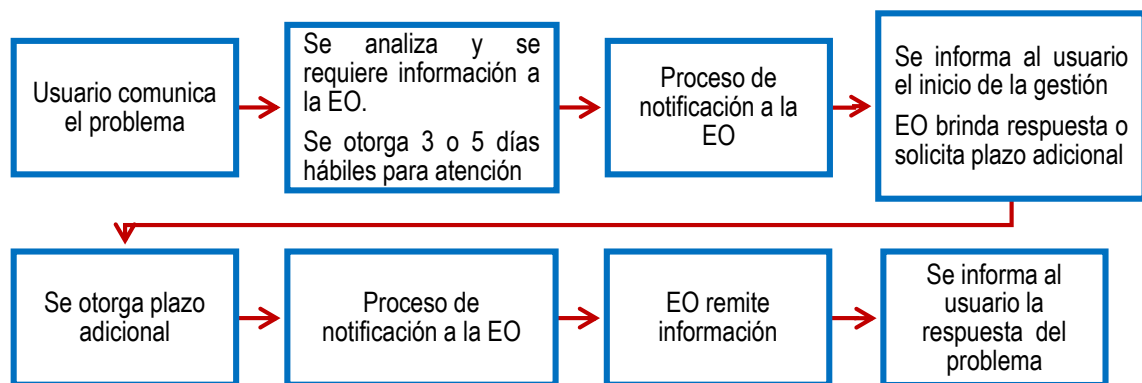 Usuario comunica
el problema
Se analiza y se
requiere información a
la EO.
Se otorga 3 o 5 días
hábiles para atención
Proceso de
notificación a la
EO
Se informa al usuario
el inicio de la gestión
EO brinda respuesta o
solicita plazo adicional
Se otorga plazo
adicional
Proceso de
notificación a la EO
EO remite
información
Se informa al
usuario la
respuesta del
problema